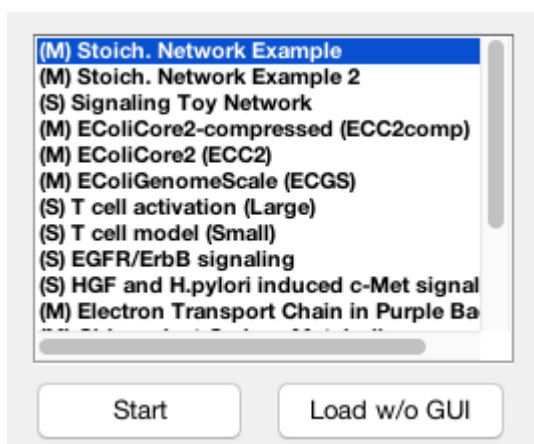 (M) Stoich. Network Example
(M) Stoich. Network Example 2
(S) Signaling Toy Network
(M) EColiCore2-compressed (ECC2comp)
(M) EColiCore2 (ECC2)
(M) EColiGenomeScale (ECGS)
(S) T cell activation (Large)
(S) T cell model (Small)
(S) EGFR/ErbB signaling
(S) HGF and H.pylori induced c-Met signal
(M) Electron Transport Chain in Purple Ba
Start Load w/o GUI